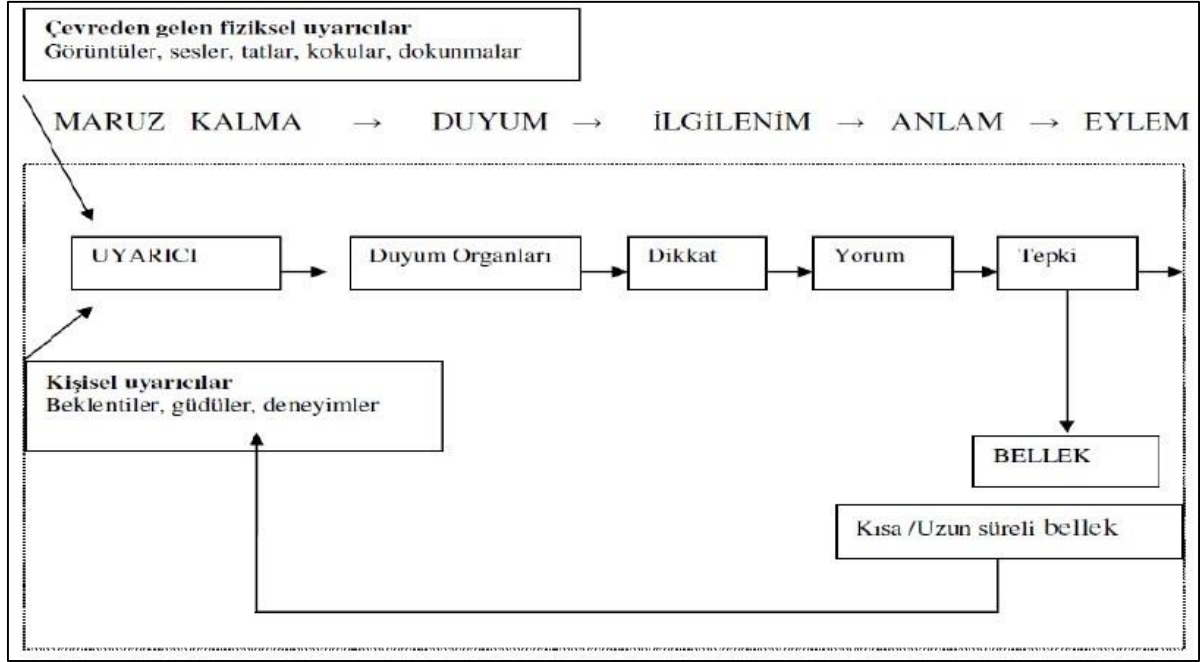 Çevreden gelen fiziksel uyarıcılar
Görüntüler, sesler, tatlar, kokular, dokunmalar
MARUZ KALMA → DUYUM → İLGİLENİM → ANLAM → EYLEM
UYARICI
Duyum Organları
Dikkat
Yorum
Tepki
Kişisel uyarıcılar
Beklentiler, güdüler, deneyimler
BELLEK
Kısa /Uzun süreli bellek